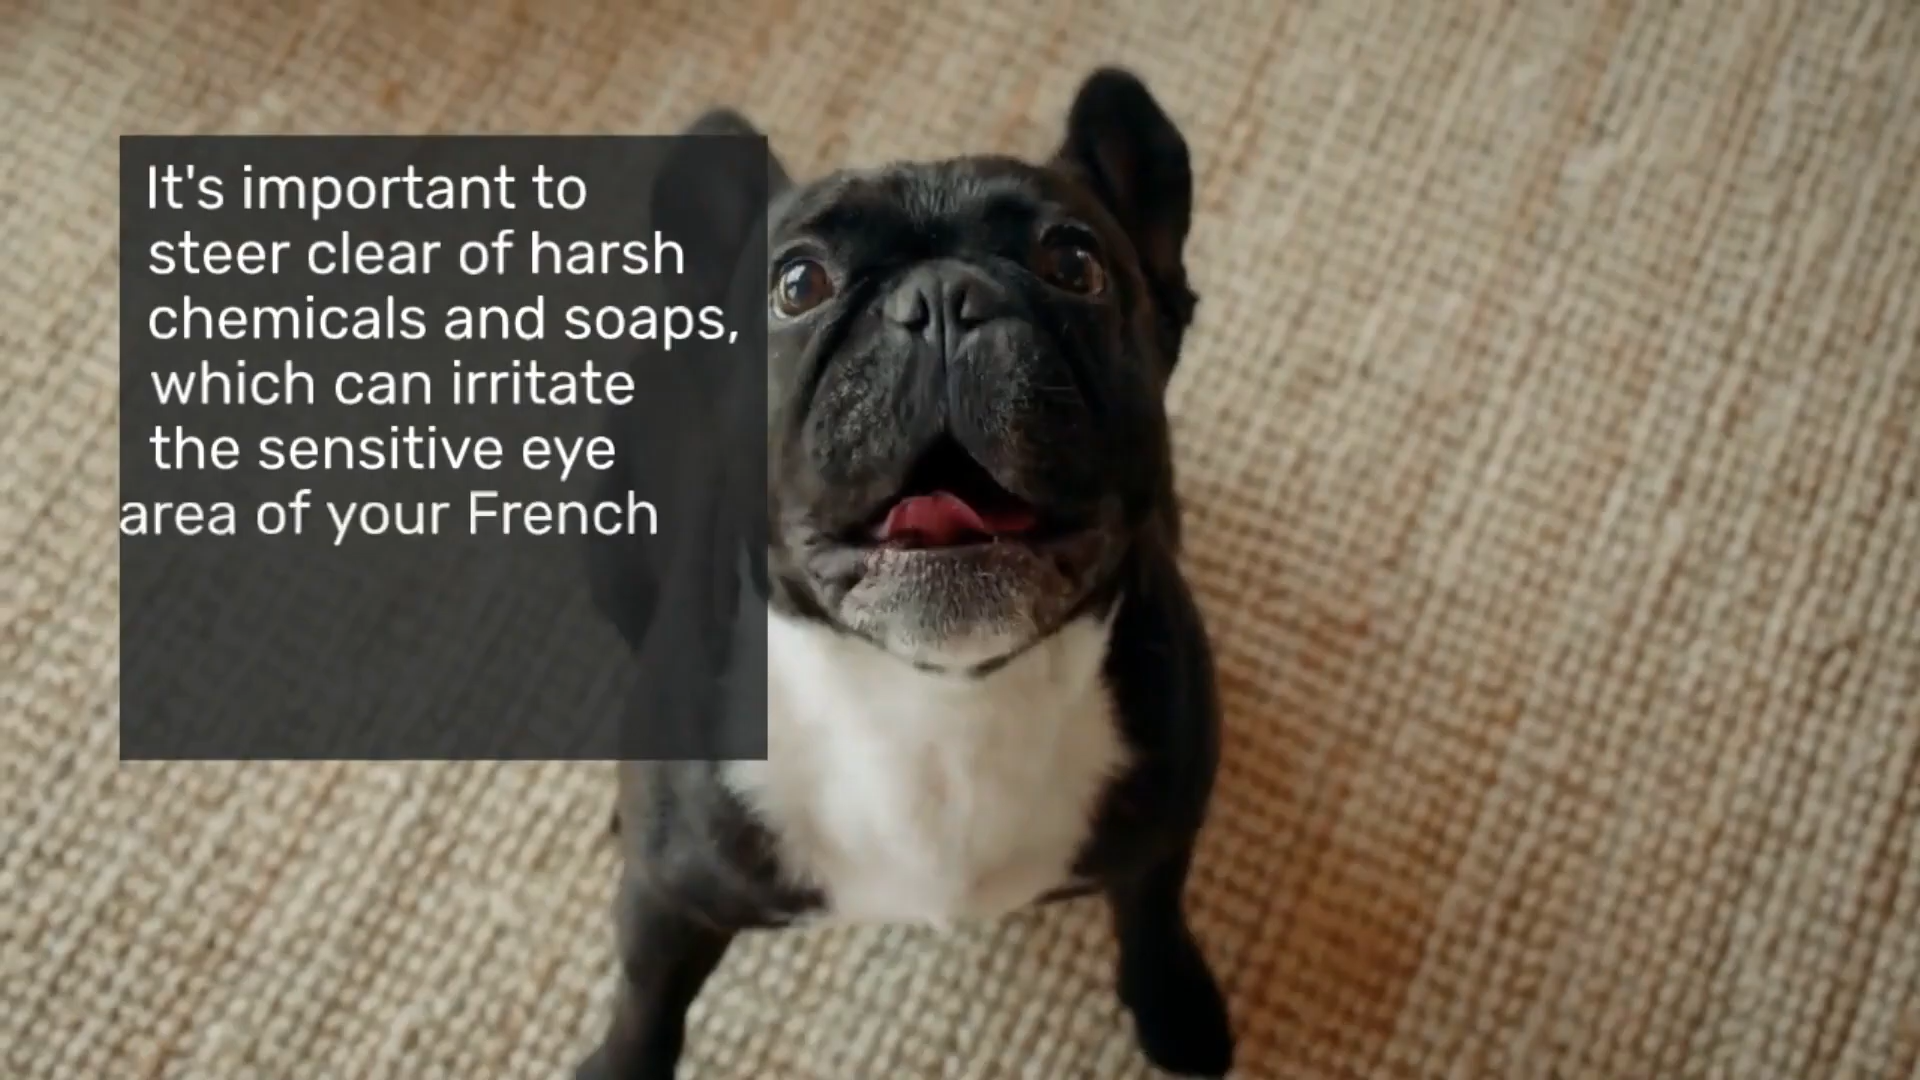 It's important to
steer clear of harsh
chemicals and soaps,
which can irritate
the sensitive eye
area of your French